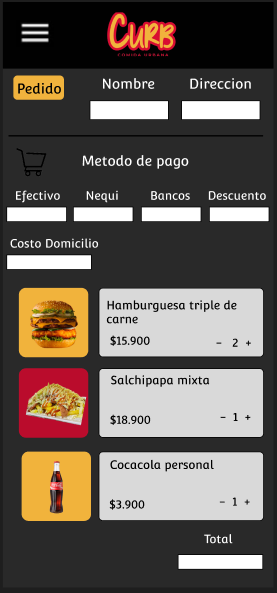 CURB
COMIDA URBANA
Pedido
Nombre
Direccion
Metodo de pago
Efectivo
Nequi
Bancos
Descuento
Costo Domicilio
Hamburguesa triple de
carne
$15.900
- 2 +
Salchipapa mixta
$18.900
- 1 +
Cocacola personal
$3.900
- 1 +
Total